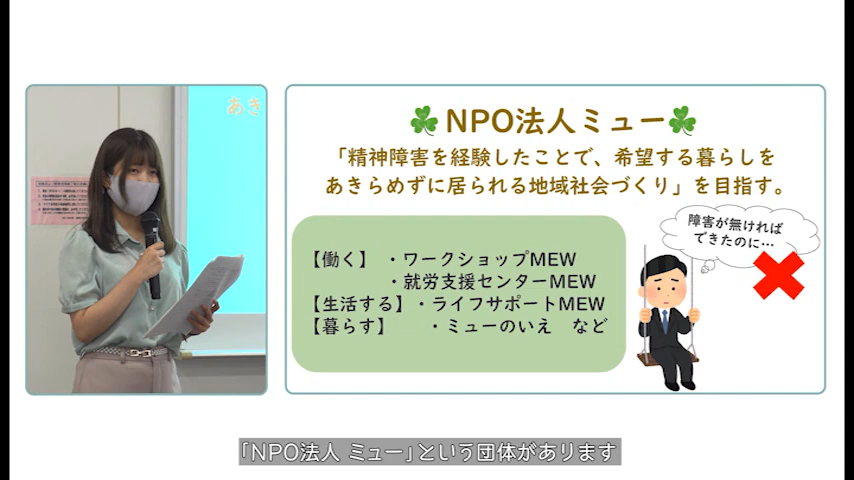 あき
NPO法人ミュー
「精神障害を経験したことで、希望する暮らしを
あきらめずに居られる地域社会づくり」を目指す。
障害が無ければ
できたのに…
【働く】 ・ワークショップMEW
・就労支援センターMEW
【生活する】・ライフサポートMEW
【暮らす】 ・ミューのいえ など
「NPO法人 ミュー」という団体があります